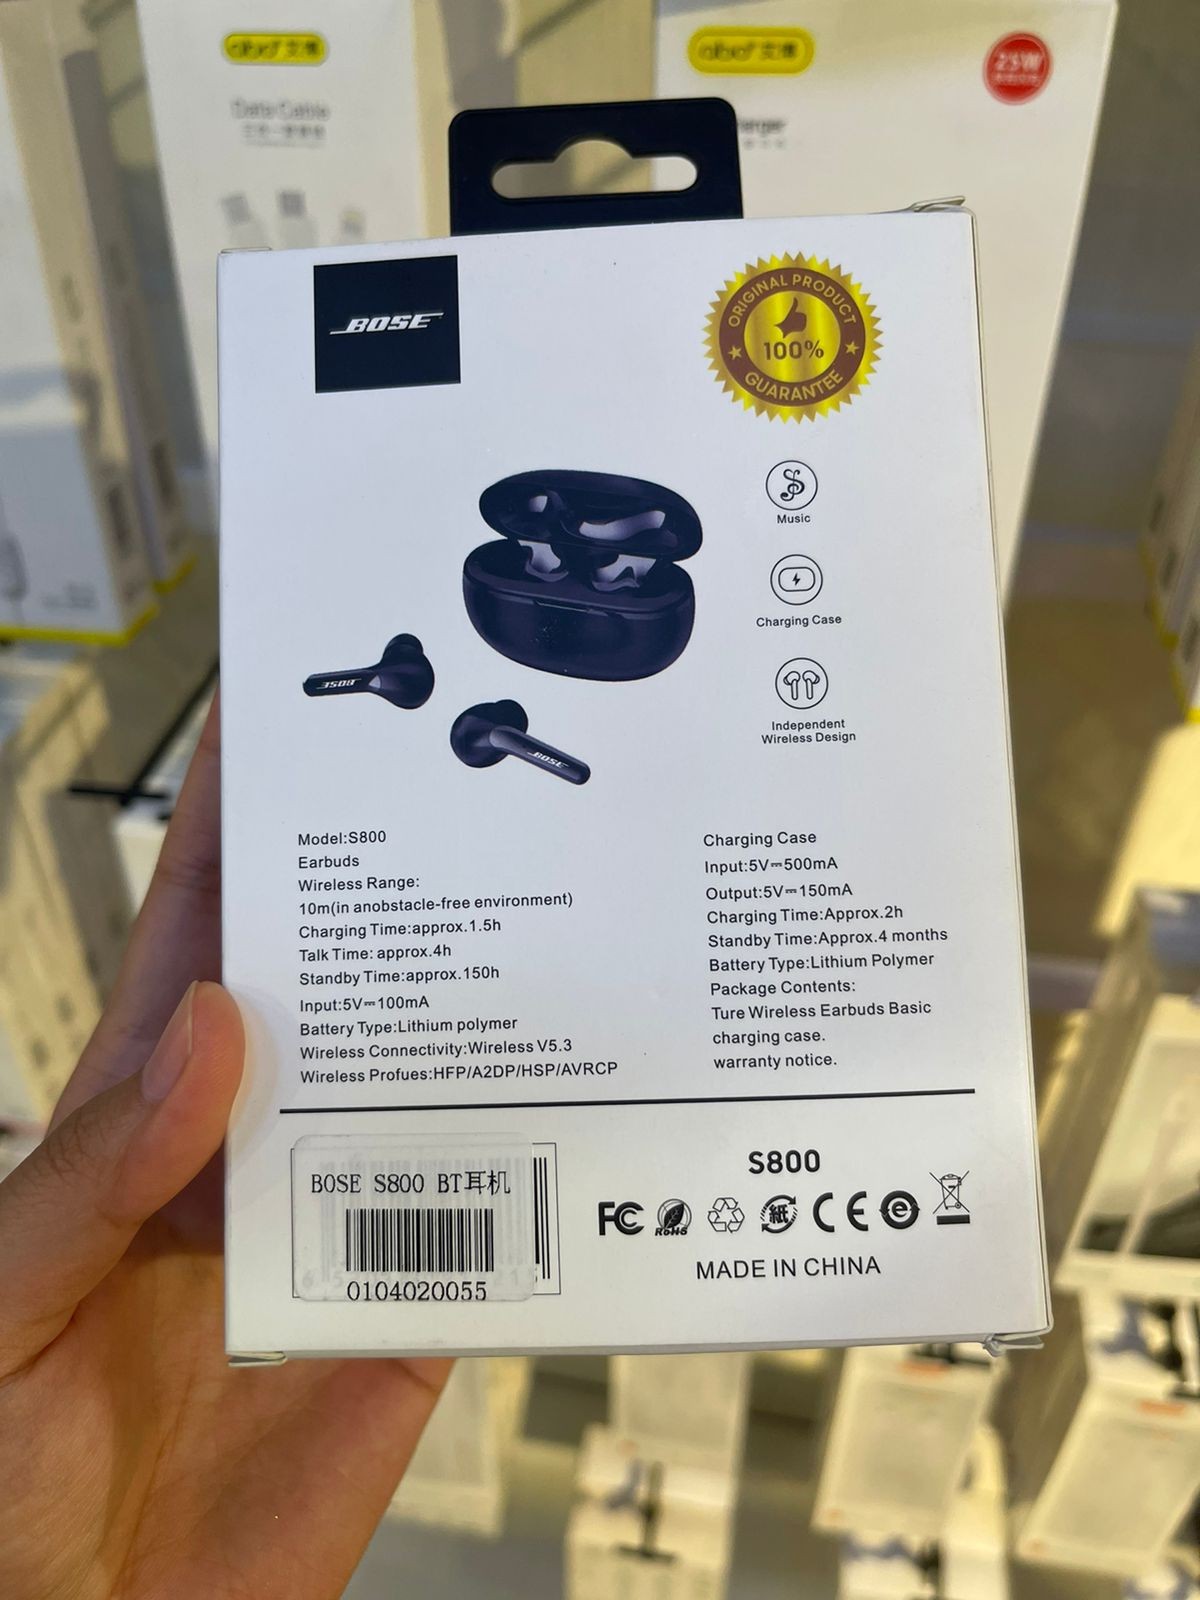 Data Cable
25W
BOSE
ORIGINAL PRODUCT
100%
GUARANTEE
Music
Charging Case
Independent
Wireless Design
BOSE
BOSE
Model:S800
Earbuds
Wireless Range:
10m(in anobstacle-free environment)
Charging Time:approx.1.5h
Talk Time: approx.4h
Standby Time:approx.150h
Input:5V⎓100mA
Battery Type:Lithium polymer
Wireless Connectivity:Wireless V5.3
Wireless Profues:HFP/A2DP/HSP/AVRCP
Charging Case
Input:5V⎓500mA
Output:5V⎓150mA
Charging Time:Approx.2h
Standby Time:Approx.4 months
Battery Type:Lithium Polymer
Package Contents:
Ture Wireless Earbuds Basic
charging case.
warranty notice.
BOSE S800 BT耳机
0104020055
S800
FC RoHS 紙 CE e
MADE IN CHINA